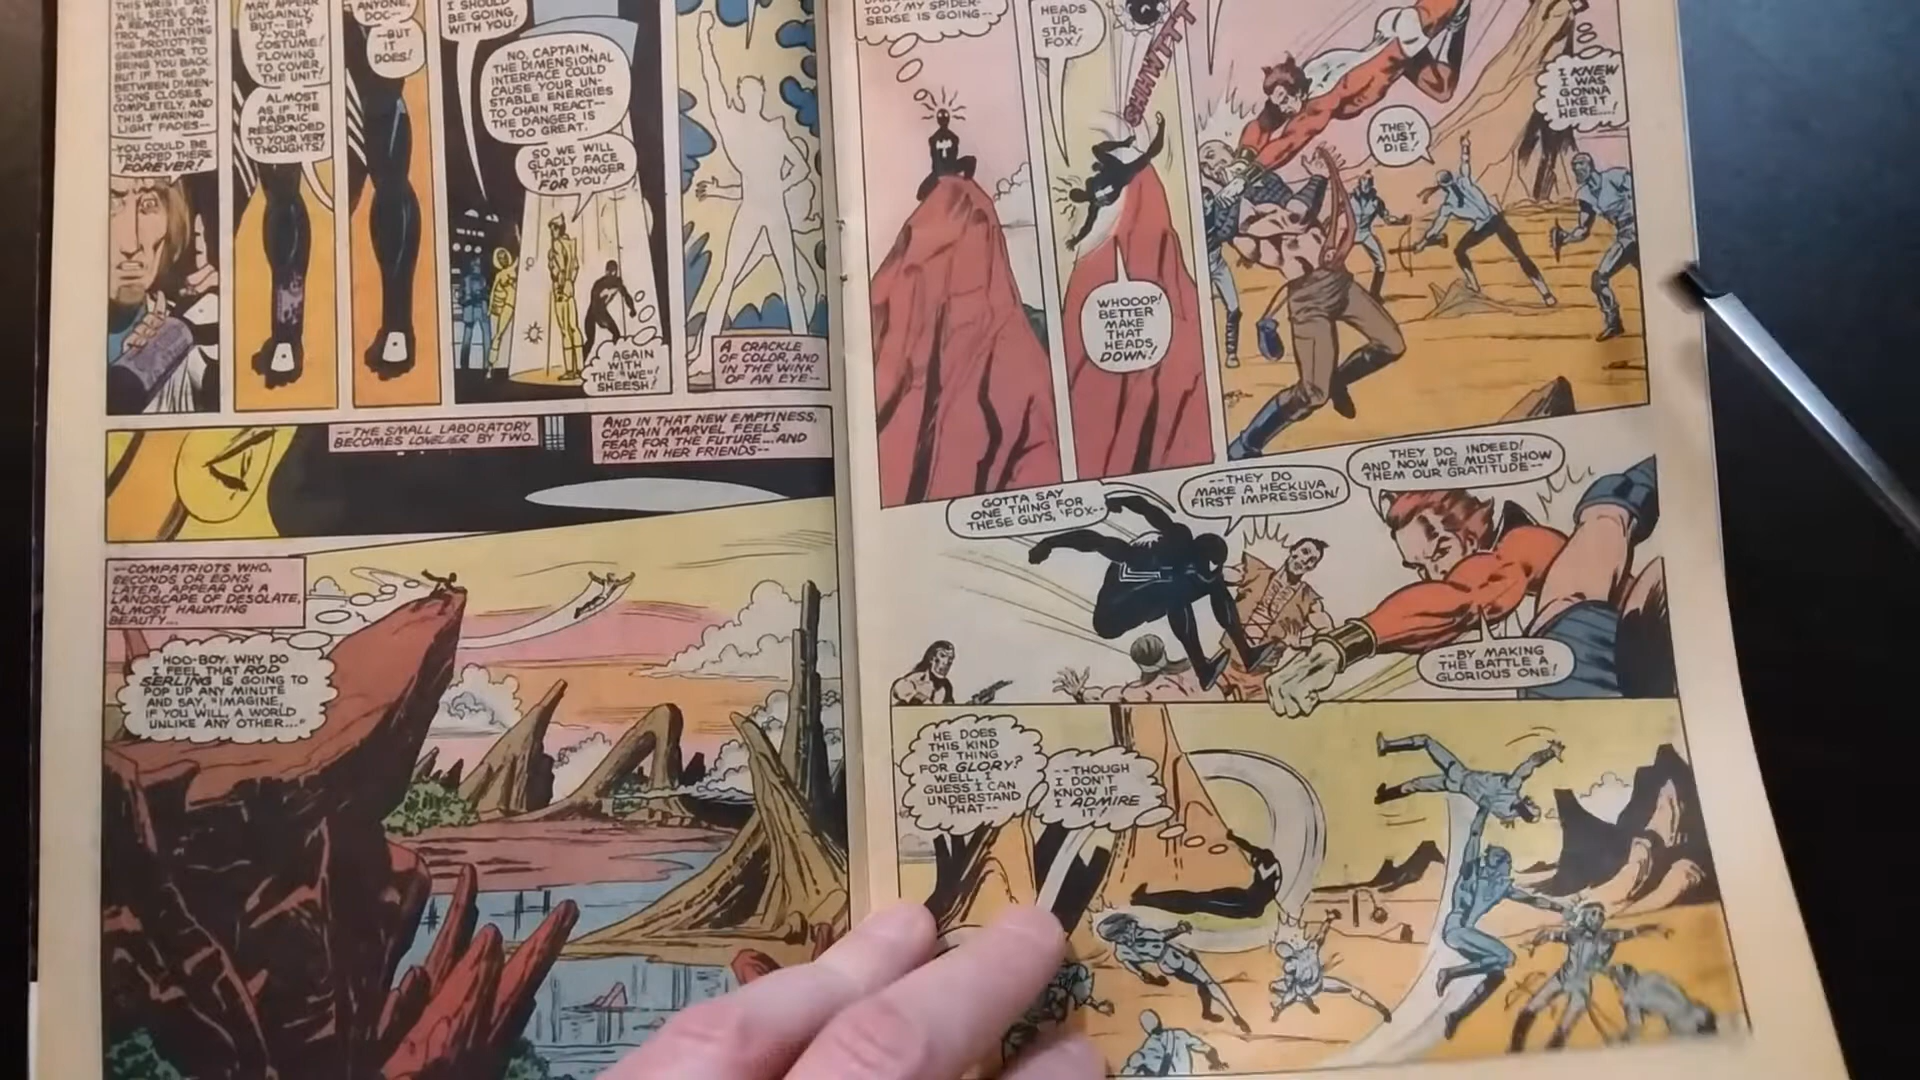 THIS WRIST UNIT
WILL SERVE AS
A REMOTE CON-
TROL, ACTIVATING
THE PROTOTYPE
GENERATOR TO
BRING YOU BACK.
BUT IF THE GAP
BETWEEN DIMEN-
SIONS CLOSES
COMPLETELY, AND
THIS WARNING
LIGHT FADES--
--YOU COULD BE
TRAPPED THERE
FOREVER!
MAY APPEAR
UNGAINLY,
BUT--
Y-YOUR
COSTUME!
FLOWING
TO COVER
THE UNIT!
ALMOST
AS IF THE
FABRIC
RESPONDED
TO YOUR VERY
THOUGHTS!
ANYONE,
DOC--
--BUT
IT
DOES!
I SHOULD
BE GOING
WITH YOU!
NO, CAPTAIN.
THE DIMENSIONAL
INTERFACE COULD
CAUSE YOUR UN-
STABLE ENERGIES
TO CHAIN REACT--
THE DANGER IS
TOO GREAT.
SO WE WILL
GLADLY FACE
THAT DANGER
FOR YOU!
AGAIN
WITH
THE "WE"!
SHEESH!
A CRACKLE
OF COLOR, AND
IN THE WINK
OF AN EYE--
--THE SMALL LABORATORY
BECOMES LONELIER BY TWO.
AND IN THAT NEW EMPTINESS,
CAPTAIN MARVEL FEELS
FEAR FOR THE FUTURE...AND
HOPE IN HER FRIENDS--
--COMPATRIOTS WHO,
SECONDS OR EONS
LATER, APPEAR ON A
LANDSCAPE OF DESOLATE,
ALMOST HAUNTING
BEAUTY...
HOO-BOY. WHY DO
I FEEL THAT ROD
SERLING IS GOING TO
POP UP ANY MINUTE
AND SAY, "IMAGINE,
IF YOU WILL, A WORLD
UNLIKE ANY OTHER..."
TOO! MY SPIDER-
SENSE IS GOING--
HEADS
UP,
STAR-
FOX!
SHHWTTT
WHOOOP!
BETTER
MAKE
THAT
HEADS
DOWN!
THEY
MUST
DIE!
I KNEW
I WAS
GONNA
LIKE IT
HERE...!
GOTTA SAY
ONE THING FOR
THESE GUYS, 'FOX--
--THEY DO
MAKE A HECKUVA
FIRST IMPRESSION!
THEY DO, INDEED!
AND NOW WE MUST SHOW
THEM OUR GRATITUDE--
--BY MAKING
THE BATTLE A
GLORIOUS ONE!
HE DOES
THIS KIND
OF THING
FOR GLORY?
WELL, I
GUESS I CAN
UNDERSTAND
THAT--
--THOUGH
I DON'T
KNOW IF
I ADMIRE
IT!